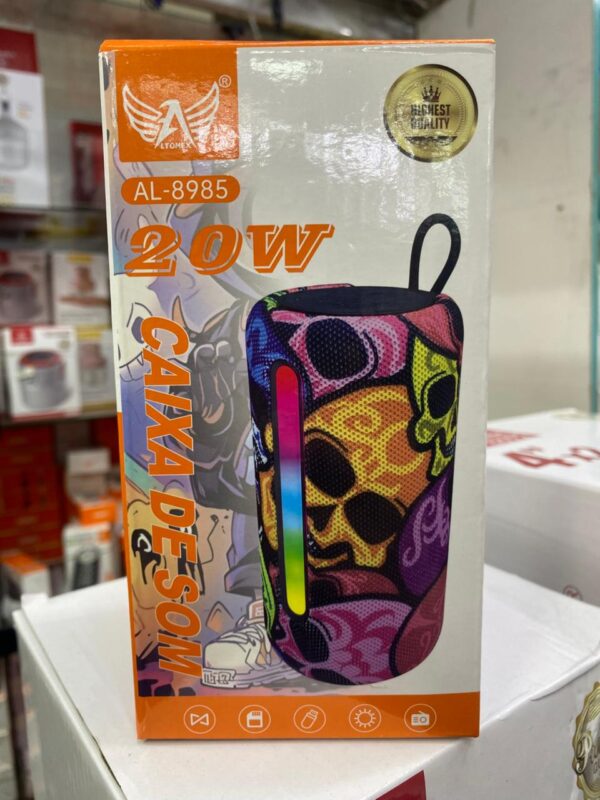 ®
ALTOMEX
HIGHEST
QUALITY
AL-8985
20W
CAIXA DE SOM